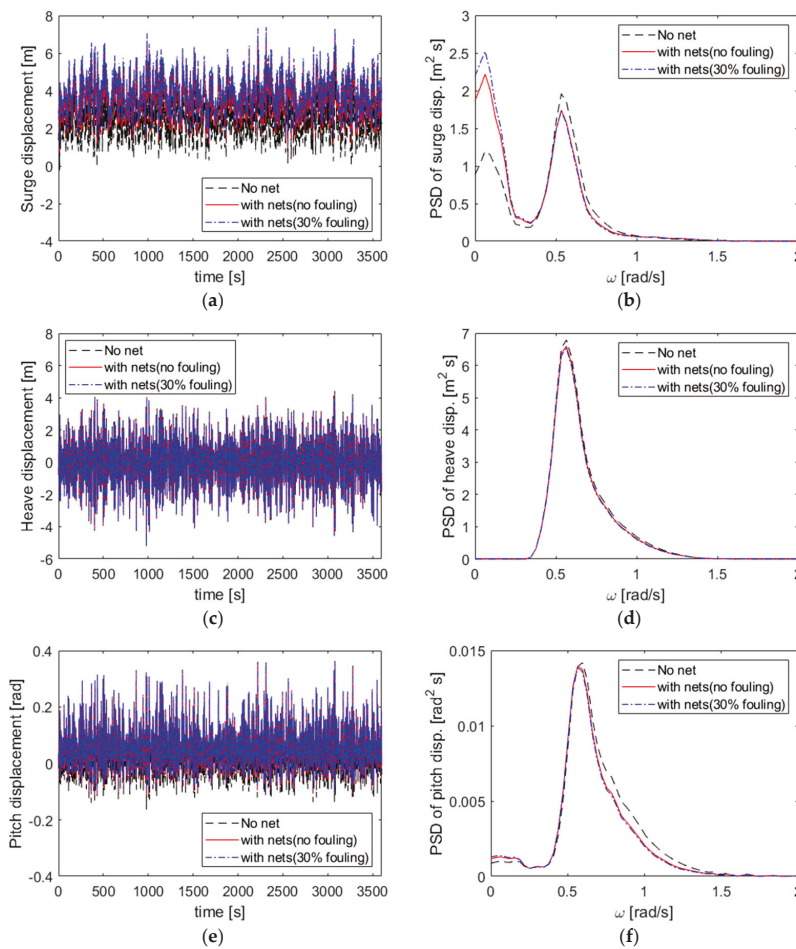 8
6
4
2
0
-2
-4
Surge displacement [m]
No net
with nets(no fouling)
with nets(30% fouling)
0 500 1000 1500 2000 2500 3000 3500
time [s]
(a)
3
2.5
2
1.5
1
0.5
0
PSD of surge disp. [m² s]
No net
with nets(no fouling)
with nets(30% fouling)
0 0.5 1 1.5 2
ω [rad/s]
(b)
8
6
4
2
0
-2
-4
-6
Heave displacement [m]
No net
with nets(no fouling)
with nets(30% fouling)
0 500 1000 1500 2000 2500 3000 3500
time [s]
(c)
7
6
5
4
3
2
1
0
PSD of heave disp. [m² s]
No net
with nets(no fouling)
with nets(30% fouling)
0 0.5 1 1.5 2
ω [rad/s]
(d)
0.4
0.2
0
-0.2
-0.4
Pitch displacement [rad]
No net
with nets(no fouling)
with nets(30% fouling)
0 500 1000 1500 2000 2500 3000 3500
time [s]
(e)
0.015
0.01
0.005
0
PSD of pitch disp. [rad² s]
No net
with nets(no fouling)
with nets(30% fouling)
0 0.5 1 1.5 2
ω [rad/s]
(f)